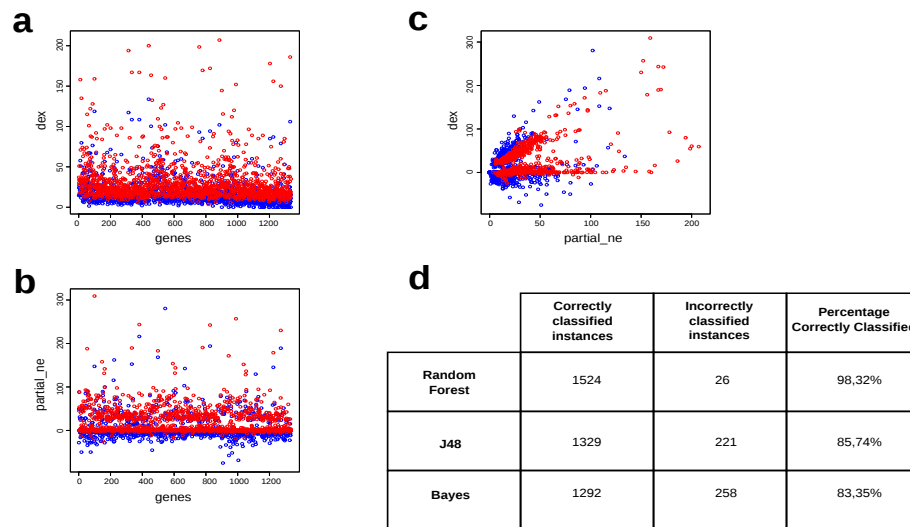 a
dex
0 50 100 150 200
0 200 400 600 800 1000 1200
genes
b
partial_ne
0 100 200 300
0 200 400 600 800 1000 1200
genes
c
dex
0 100 200 300
0 50 100 150 200
partial_ne
d
Correctly classified instances
Incorrectly classified instances
Percentage Correctly Classified
Random Forest 1524 26 98,32%
J48 1329 221 85,74%
Bayes 1292 258 83,35%